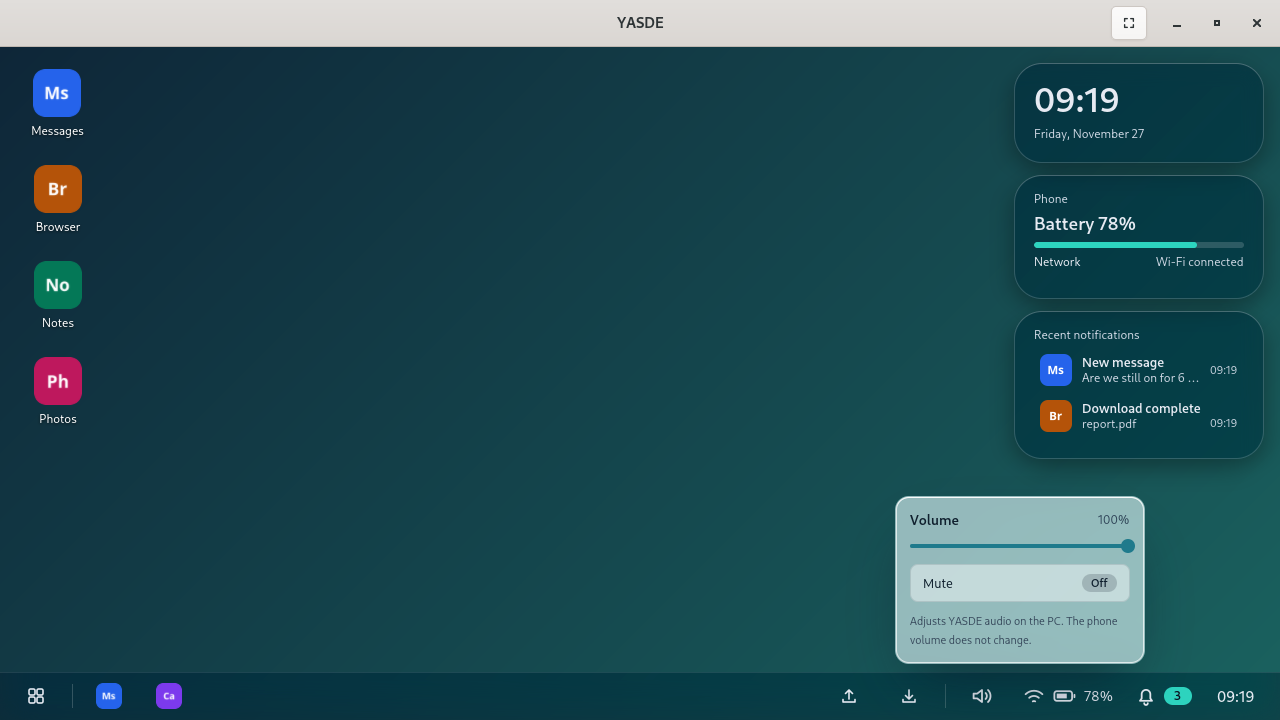 YASDE
Ms
Messages
Br
Browser
No
Notes
Ph
Photos
09:19
Friday, November 27
Phone
Battery 78%
Network Wi-Fi connected
Recent notifications
Ms
New message
Are we still on for 6 …
09:19
Br
Download complete
report.pdf
09:19
Volume 100%
Mute Off
Adjusts YASDE audio on the PC. The phone
volume does not change.
Ms Ca 78% 3 09:19